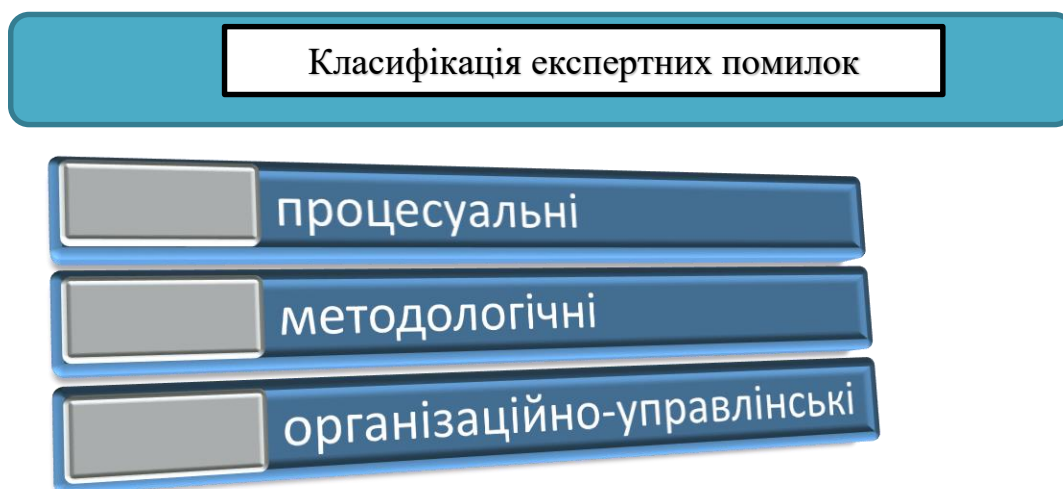 Класифікація експертних помилок
процесуальні
методологічні
організаційно-управлінські